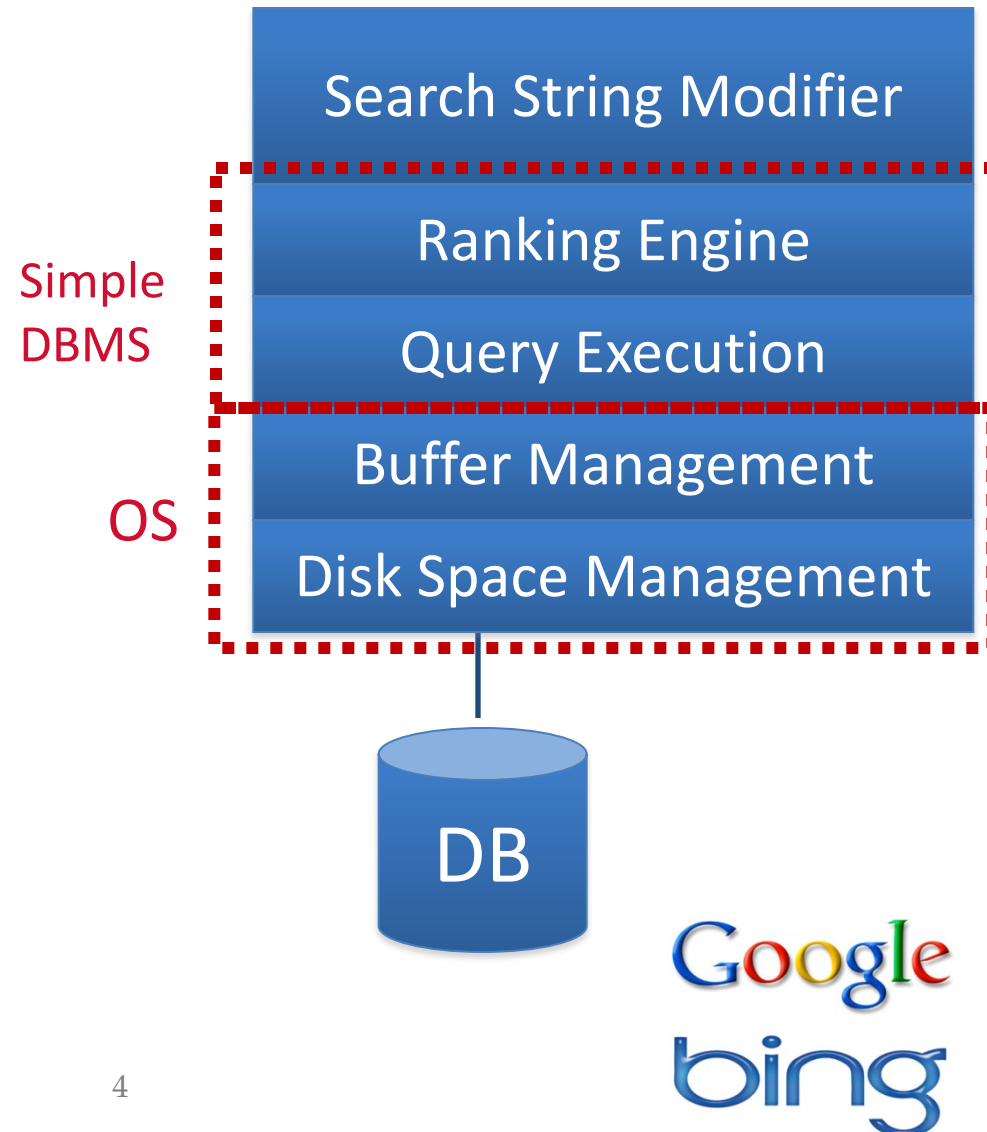 Search String Modifier
Ranking Engine
Simple
DBMS
Query Execution
Buffer Management
OS
Disk Space Management
DB
Google
bing
4